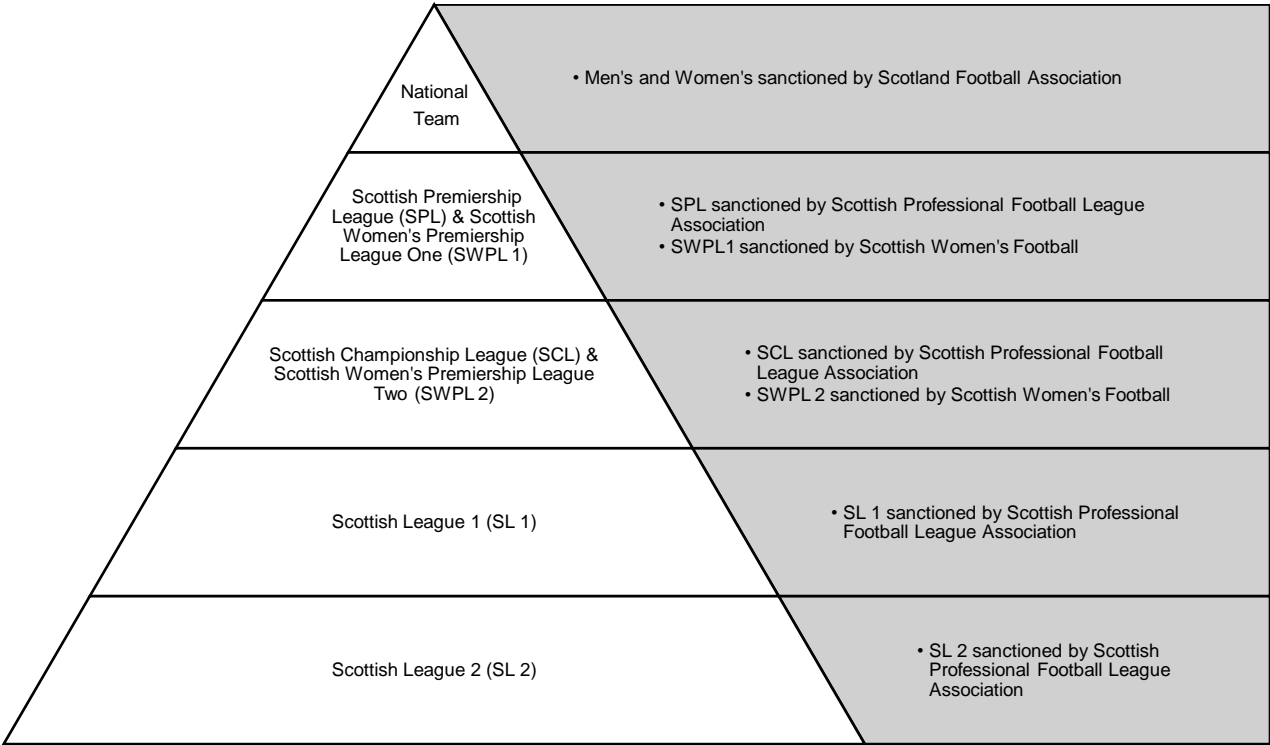 National
Team
• Men's and Women's sanctioned by Scotland Football Association
Scottish Premiership
League (SPL) & Scottish
Women's Premiership
League One (SWPL 1)
• SPL sanctioned by Scottish Professional Football League
Association
• SWPL1 sanctioned by Scottish Women's Football
Scottish Championship League (SCL) &
Scottish Women's Premiership League
Two (SWPL 2)
• SCL sanctioned by Scottish Professional Football
League Association
• SWPL 2 sanctioned by Scottish Women's Football
Scottish League 1 (SL 1)
• SL 1 sanctioned by Scottish Professional
Football League Association
Scottish League 2 (SL 2)
• SL 2 sanctioned by Scottish
Professional Football League
Association